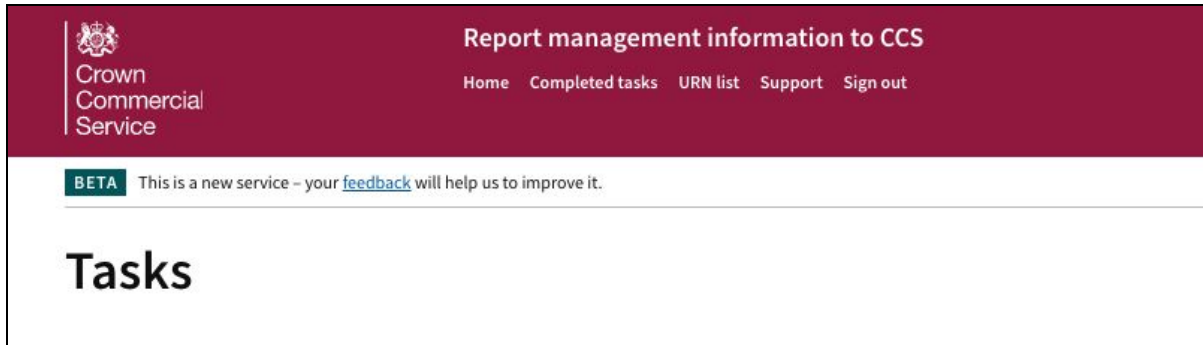 Crown
Commercial
Service
Report management information to CCS
Home Completed tasks URN list Support Sign out
BETA This is a new service – your feedback will help us to improve it.
Tasks